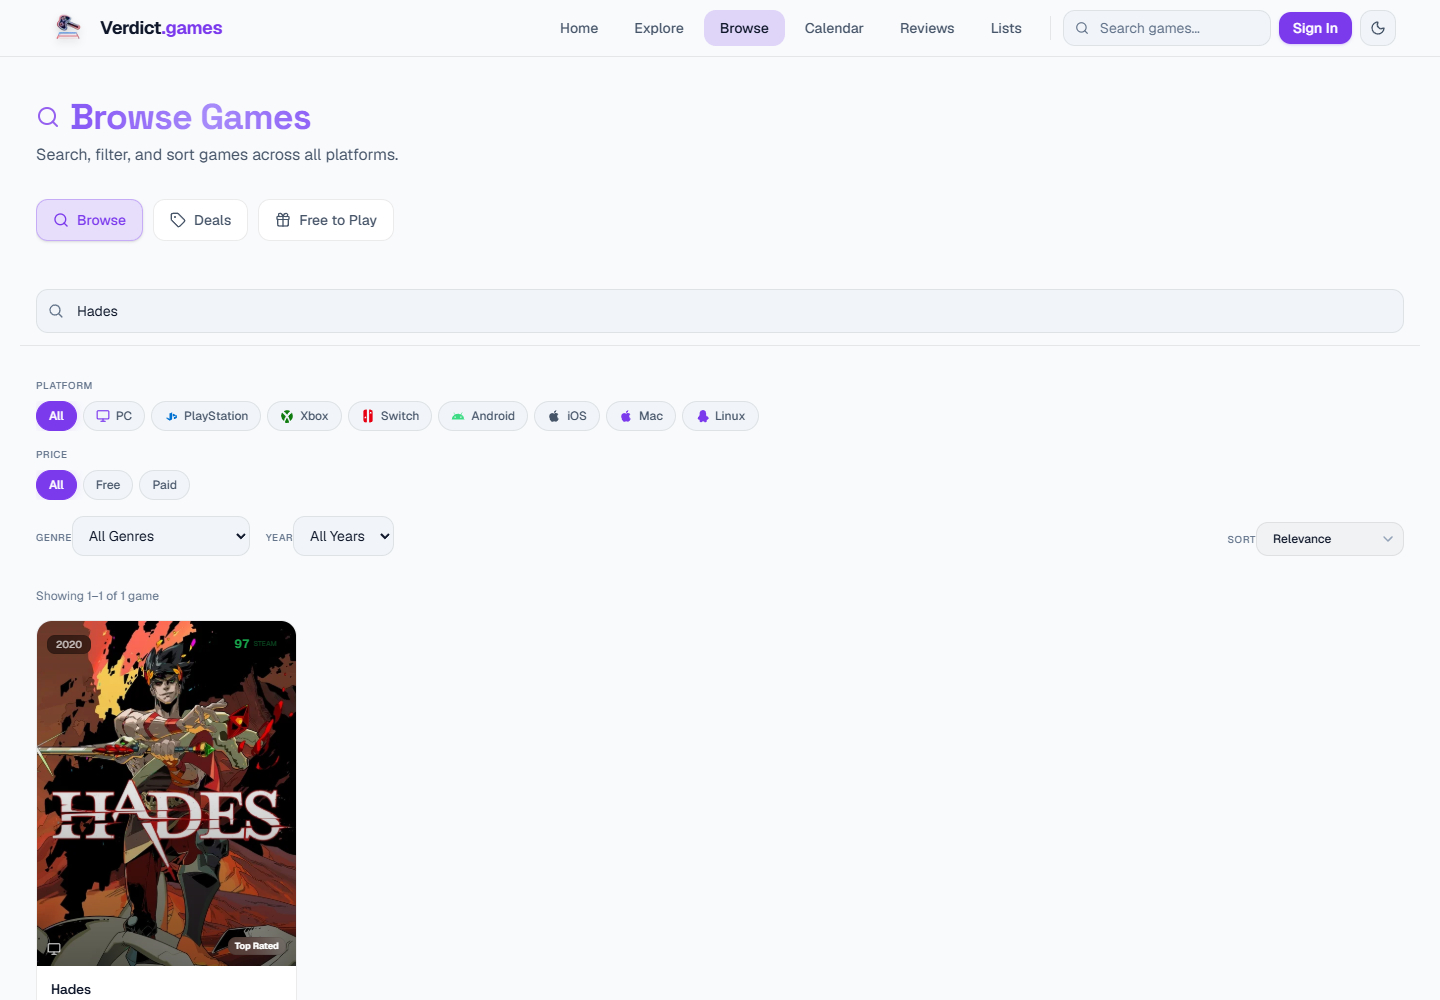 Verdict.games
Home
Explore
Browse
Calendar
Reviews
Lists
Search games...
Sign In
Browse Games
Search, filter, and sort games across all platforms.
Browse
Deals
Free to Play
Hades
PLATFORM
All
PC
PlayStation
Xbox
Switch
Android
iOS
Mac
Linux
PRICE
All
Free
Paid
GENRE
All Genres
YEAR
All Years
SORT
Relevance
Showing 1–1 of 1 game
2020
97 STEAM
HADES
Top Rated
Hades